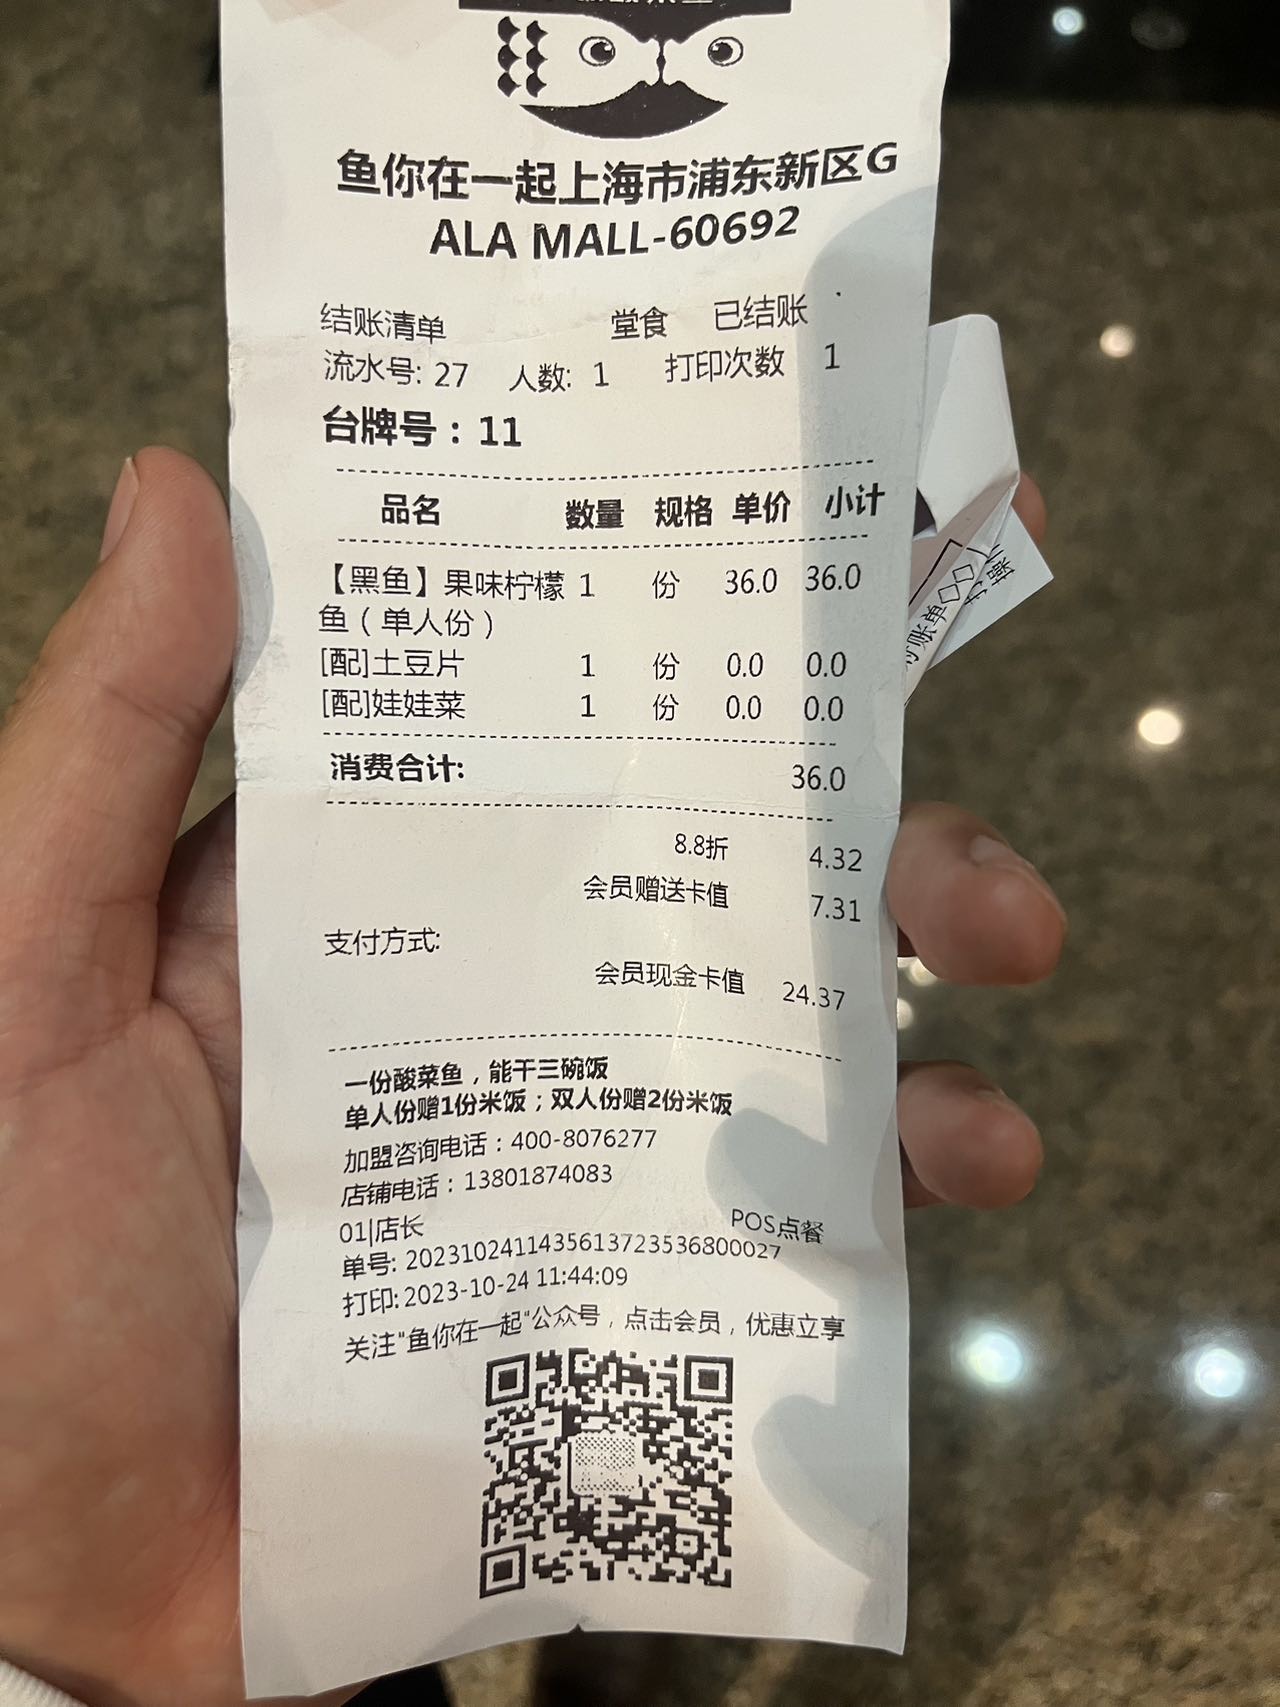 鱼你在一起上海市浦东新区G
ALA MALL-60692
结账清单 堂食 已结账
流水号: 27 人数: 1 打印次数 1
台牌号：11
品名 数量 规格 单价 小计
【黑鱼】果味柠檬 1 份 36.0 36.0
鱼（单人份）
[配]土豆片 1 份 0.0 0.0
[配]娃娃菜 1 份 0.0 0.0
消费合计: 36.0
8.8折 4.32
会员赠送卡值 7.31
支付方式:
会员现金卡值 24.37
一份酸菜鱼，能干三碗饭
单人份赠1份米饭；双人份赠2份米饭
加盟咨询电话：400-8076277
店铺电话：13801874083
01|店长 POS点餐
单号: 2023102411435613723536800027
打印:2023-10-24 11:44:09
关注"鱼你在一起"公众号，点击会员，优惠立享
账单